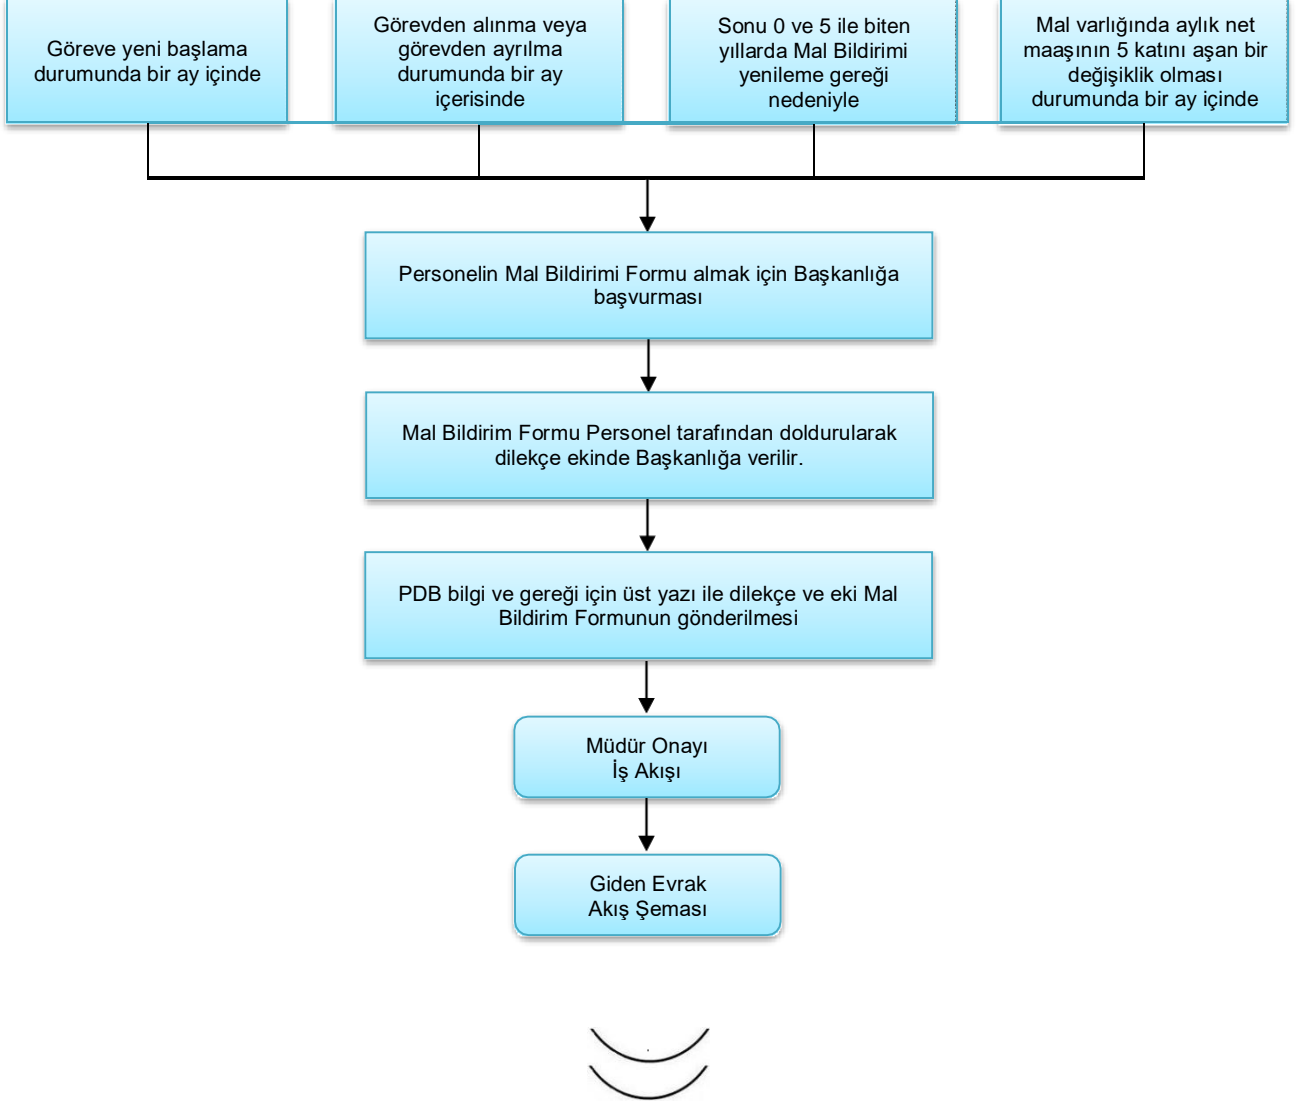 Göreve yeni başlama
durumunda bir ay içinde
Görevden alınma veya
görevden ayrılma
durumunda bir ay
içerisinde
Sonu 0 ve 5 ile biten
yıllarda Mal Bildirimi
yenileme gereği
nedeniyle
Mal varlığında aylık net
maaşının 5 katını aşan bir
değişiklik olması
durumunda bir ay içinde
Personelin Mal Bildirimi Formu almak için Başkanlığa
başvurması
Mal Bildirim Formu Personel tarafından doldurularak
dilekçe ekinde Başkanlığa verilir.
PDB bilgi ve gereği için üst yazı ile dilekçe ve eki Mal
Bildirim Formunun gönderilmesi
Müdür Onayı
İş Akışı
Giden Evrak
Akış Şeması